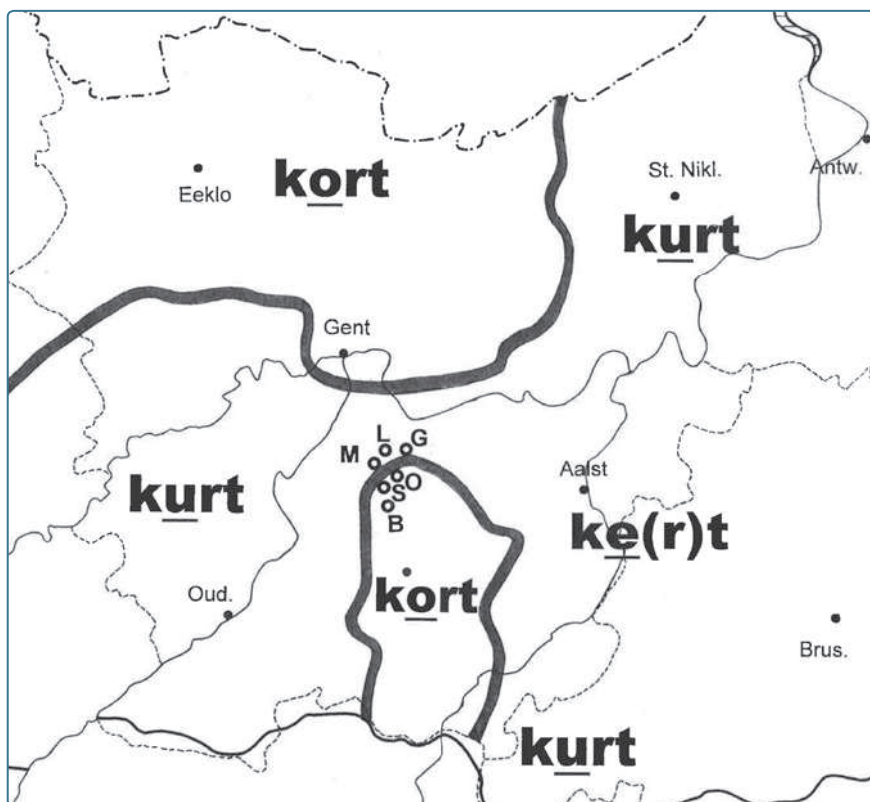 kort
Eeklo
St. Nikl.
Antw.
kurt
Gent
L
G
M
O
S
B
Aalst
kurt
ke(r)t
kort
Oud.
Brus.
kurt